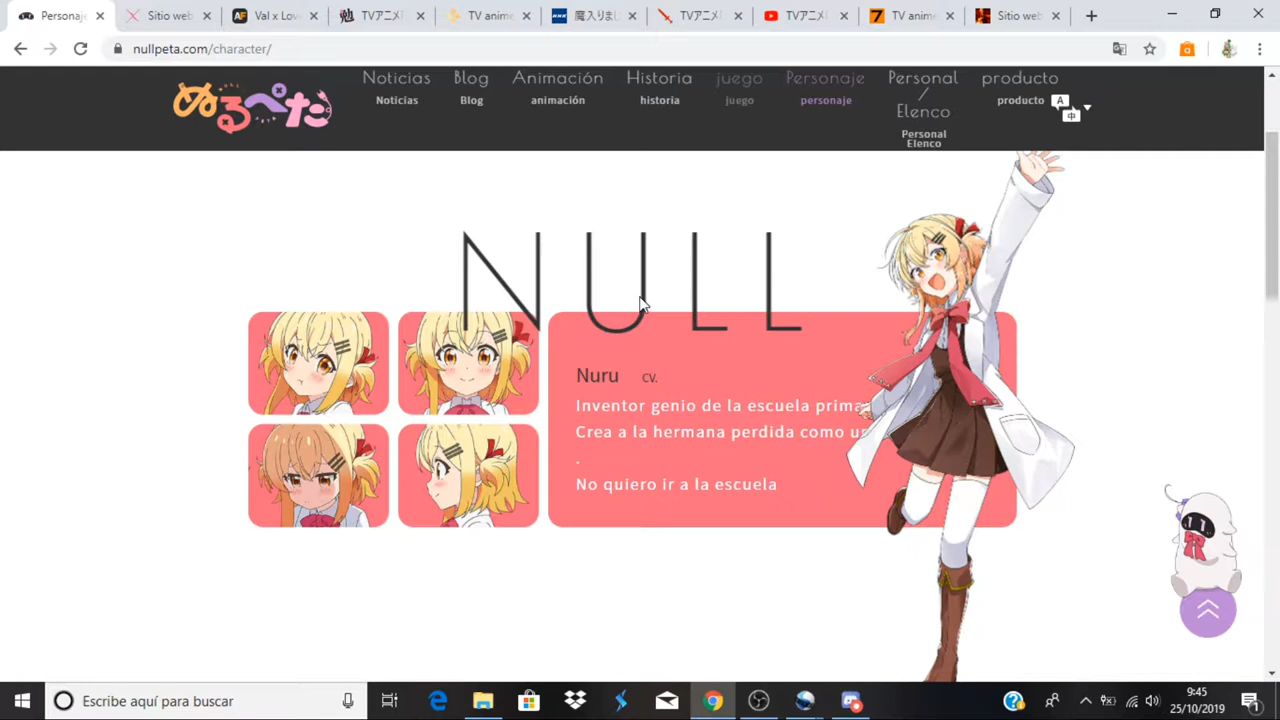 Personaje
Sitio web
Val x Love
TVアニメ
TV anime
魔入りまし
TVアニメ
TVアニメ
TV anime
Sitio web
nullpeta.com/character/
ぬるぺた
Noticias Blog Animación Historia juego Personaje Personal / Elenco producto
Noticias Blog animación historia juego personaje Personal Elenco producto
NULL
Nuru CV.
Inventor genio de la escuela prima
Crea a la hermana perdida como un
.
No quiero ir a la escuela
Escribe aquí para buscar
9:45
25/10/2019